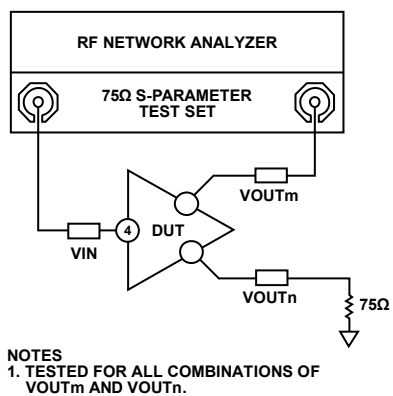 RF NETWORK ANALYZER
75Ω S-PARAMETER
TEST SET
VOUTm
4
DUT
VIN
VOUTn
75Ω
NOTES
1. TESTED FOR ALL COMBINATIONS OF
VOUTm AND VOUTn.